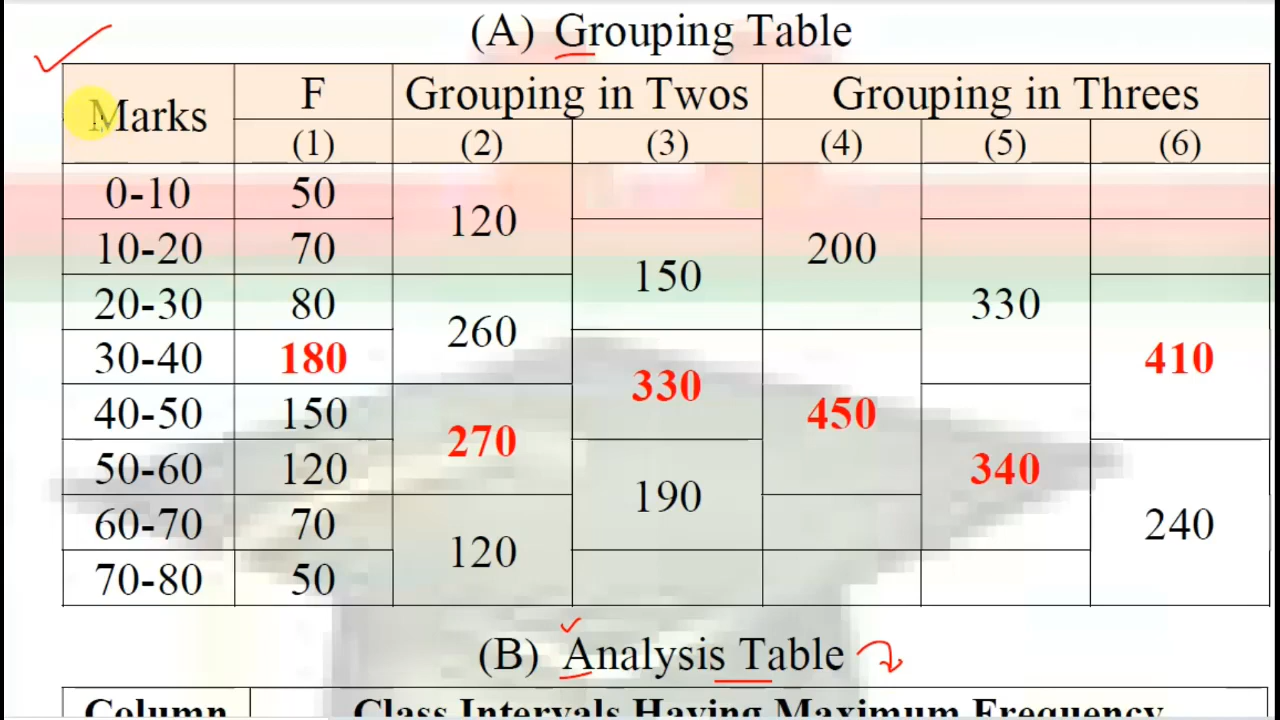 (A) Grouping Table
Marks F Grouping in Twos Grouping in Threes
(1) (2) (3) (4) (5) (6)
0-10 50
120
10-20 70 200
150
20-30 80 330
260
30-40 180 410
330
40-50 150 450
270
50-60 120 340
190
60-70 70 240
120
70-80 50
(B) Analysis Table
Column Class Intervals Having Maximum Frequency